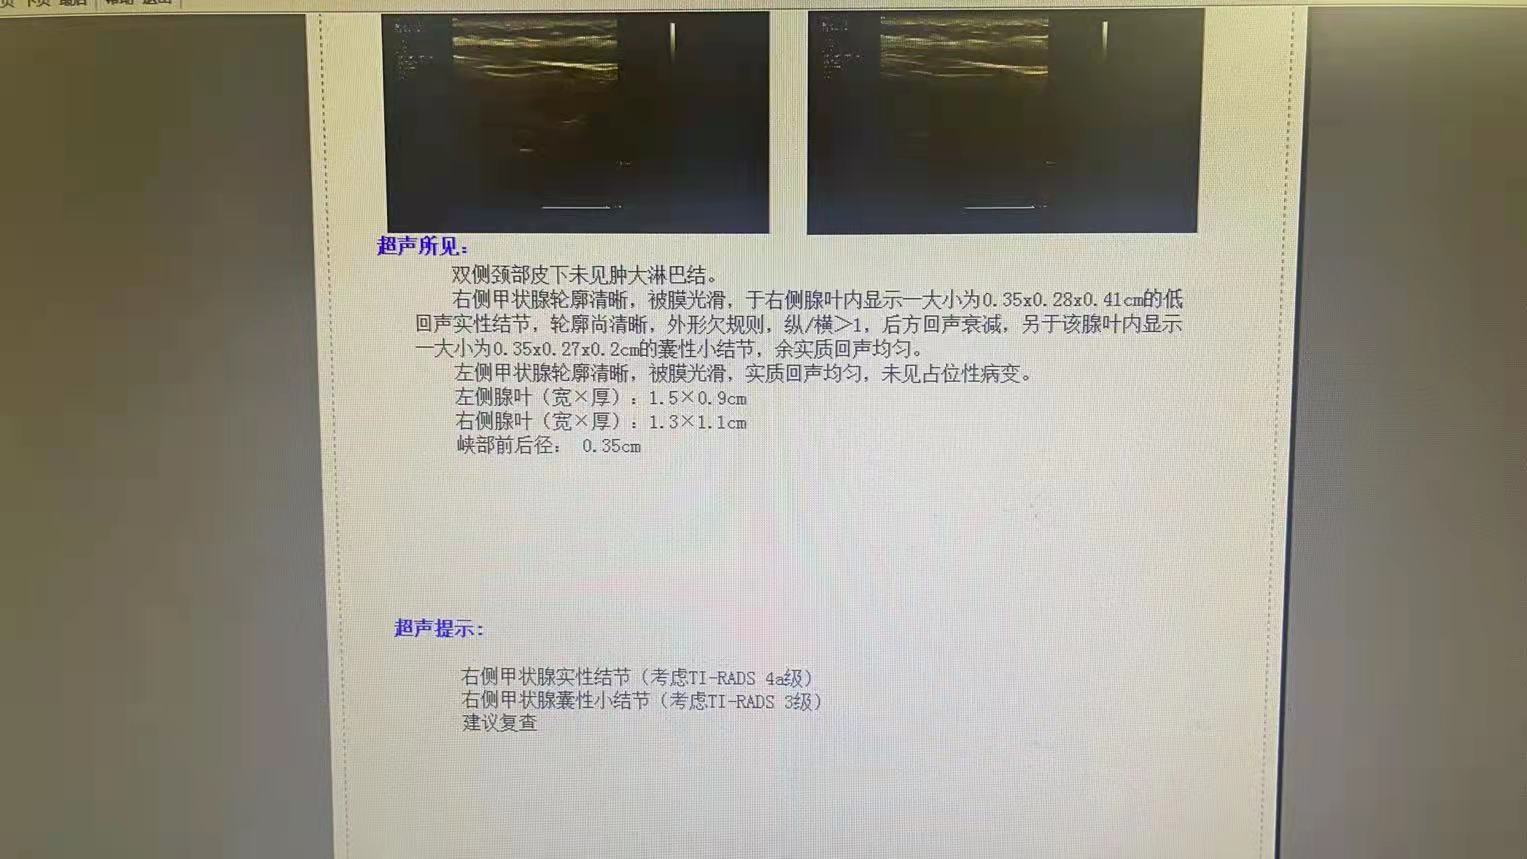 下页 最后 帮助 退出
超声所见:
双侧颈部皮下未见肿大淋巴结。
右侧甲状腺轮廓清晰，被膜光滑，于右侧腺叶内显示一大小为0.35x0.28x0.41cm的低
回声实性结节，轮廓尚清晰，外形欠规则，纵/横＞1，后方回声衰减，另于该腺叶内显示
一大小为0.35x0.27x0.2cm的囊性小结节，余实质回声均匀。
左侧甲状腺轮廓清晰，被膜光滑，实质回声均匀，未见占位性病变。
左侧腺叶（宽×厚）：1.5×0.9cm
右侧腺叶（宽×厚）：1.3×1.1cm
峡部前后径： 0.35cm
超声提示:
右侧甲状腺实性结节（考虑TI-RADS 4a级）
右侧甲状腺囊性小结节（考虑TI-RADS 3级）
建议复查